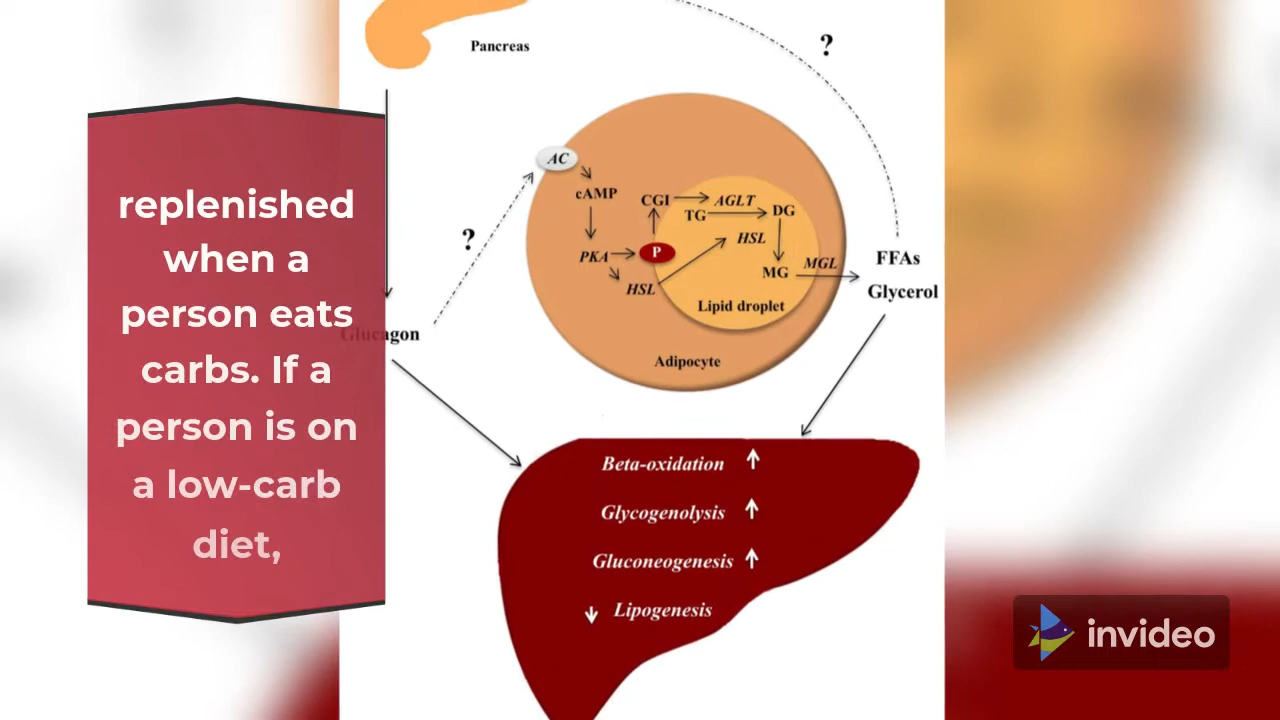 replenished
when a
person eats
carbs. If a
person is on
a low-carb
diet,
Pancreas
?
AC
cAMP
CGI
AGLT
TG
DG
?
HSL
PKA
P
MG
MGL
FFAs
HSL
Glycerol
Lipid droplet
Glucagon
Adipocyte
Beta-oxidation
Glycogenolysis
Gluconeogenesis
Lipogenesis
invideo